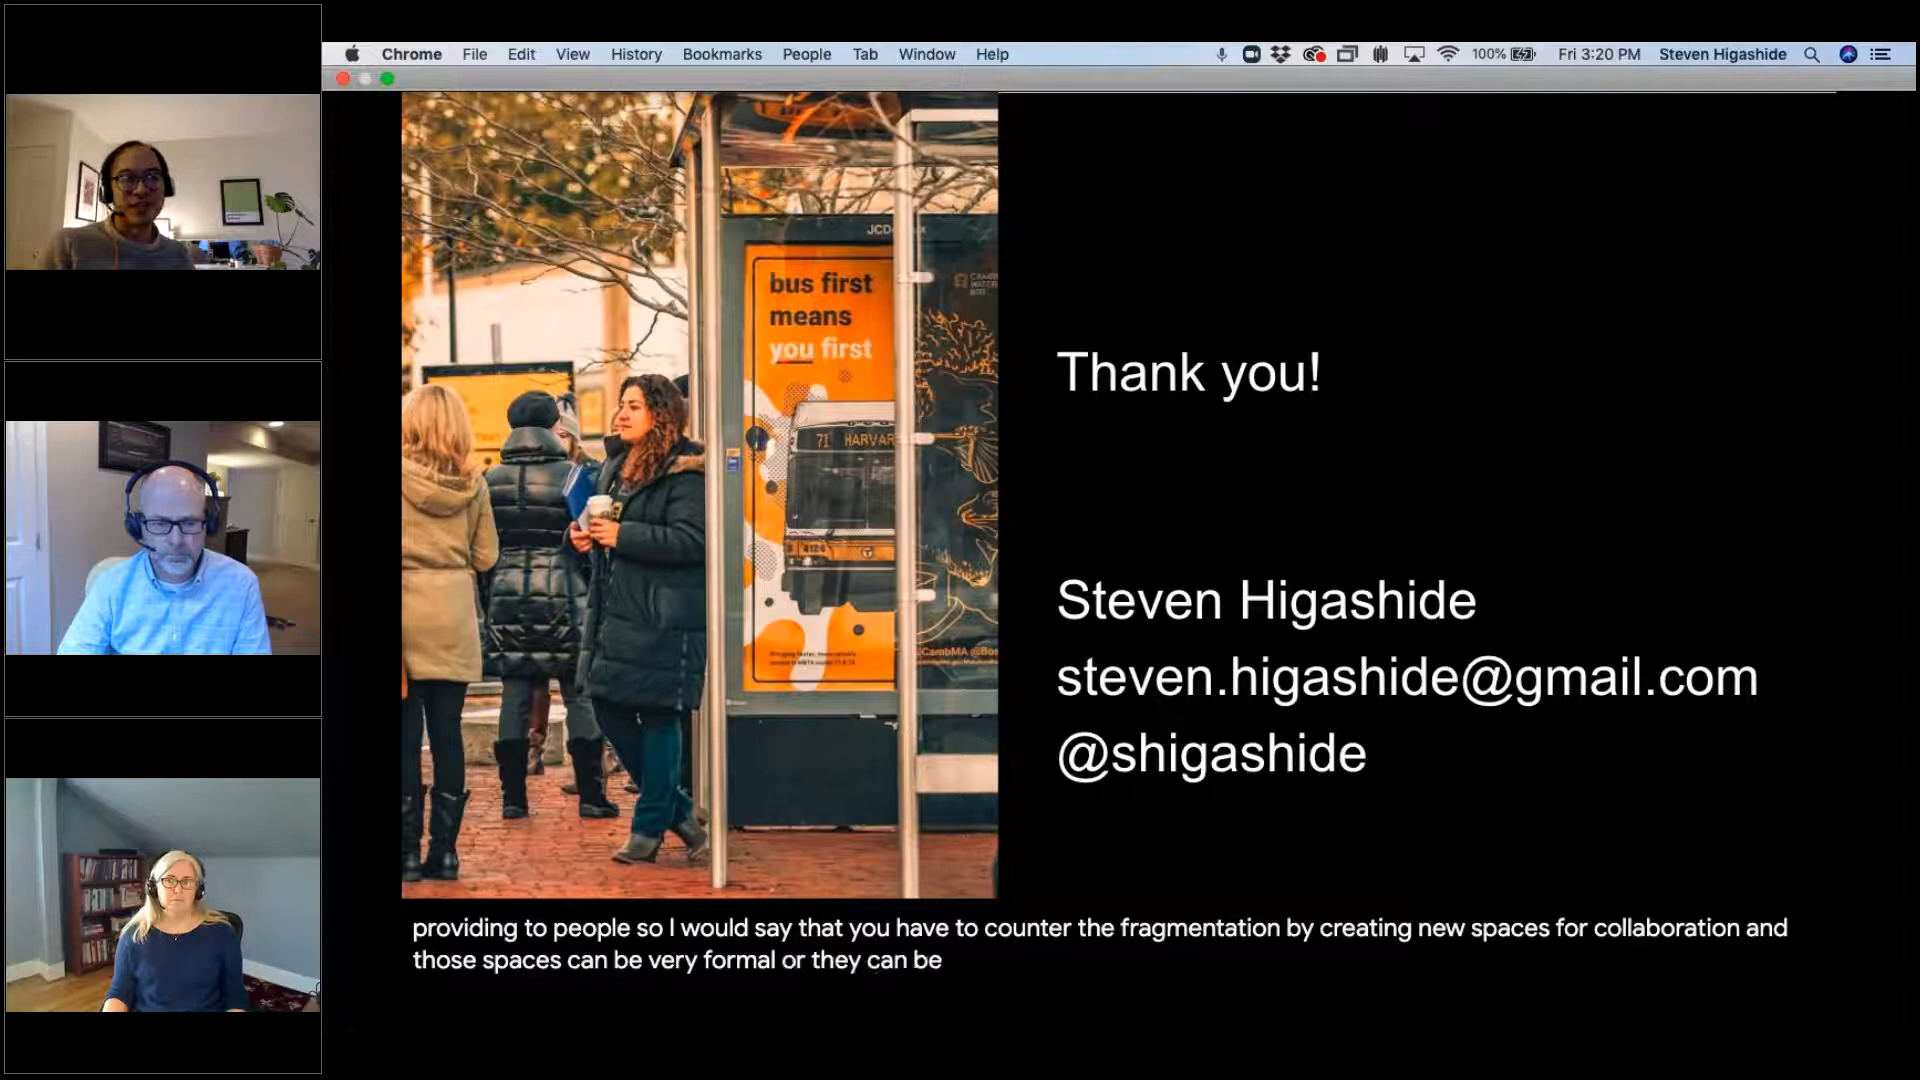 Chrome File Edit View History Bookmarks People Tab Window Help
100% Fri 3:20 PM Steven Higashide
bus first
means
you first
71 HARVAR
4126
CambMA @Bos
Thank you!
Steven Higashide
steven.higashide@gmail.com
@shigashide
providing to people so I would say that you have to counter the fragmentation by creating new spaces for collaboration and
those spaces can be very formal or they can be